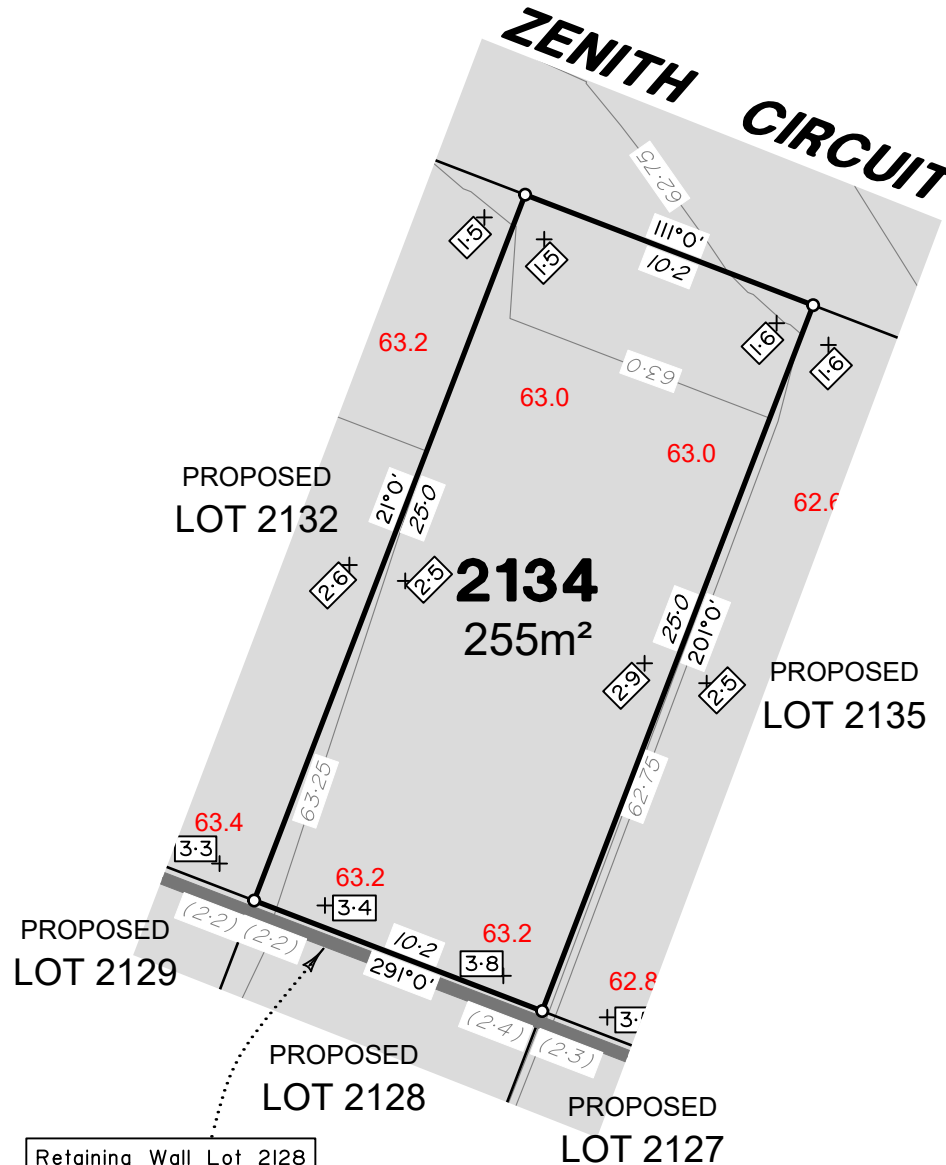 ZENITH CIRCUIT
62·75
111°0'
10·2
1·5
1·5
1·6
1·6
63.2
63·0
63.0
63.0
62.6
PROPOSED
LOT 2132
21°0'
25·0
2·6
2·5
2134
255m²
25·0
201°0'
2·9
2·5
PROPOSED
LOT 2135
63·25
62·75
63.4
3·3
63.2
3·4
63.2
3·8
62.8
PROPOSED
LOT 2129
(2·2) (2·2)
10·2
291°0'
(2·4) (2·3)
PROPOSED
LOT 2128
PROPOSED
LOT 2127
Retaining Wall Lot 2128